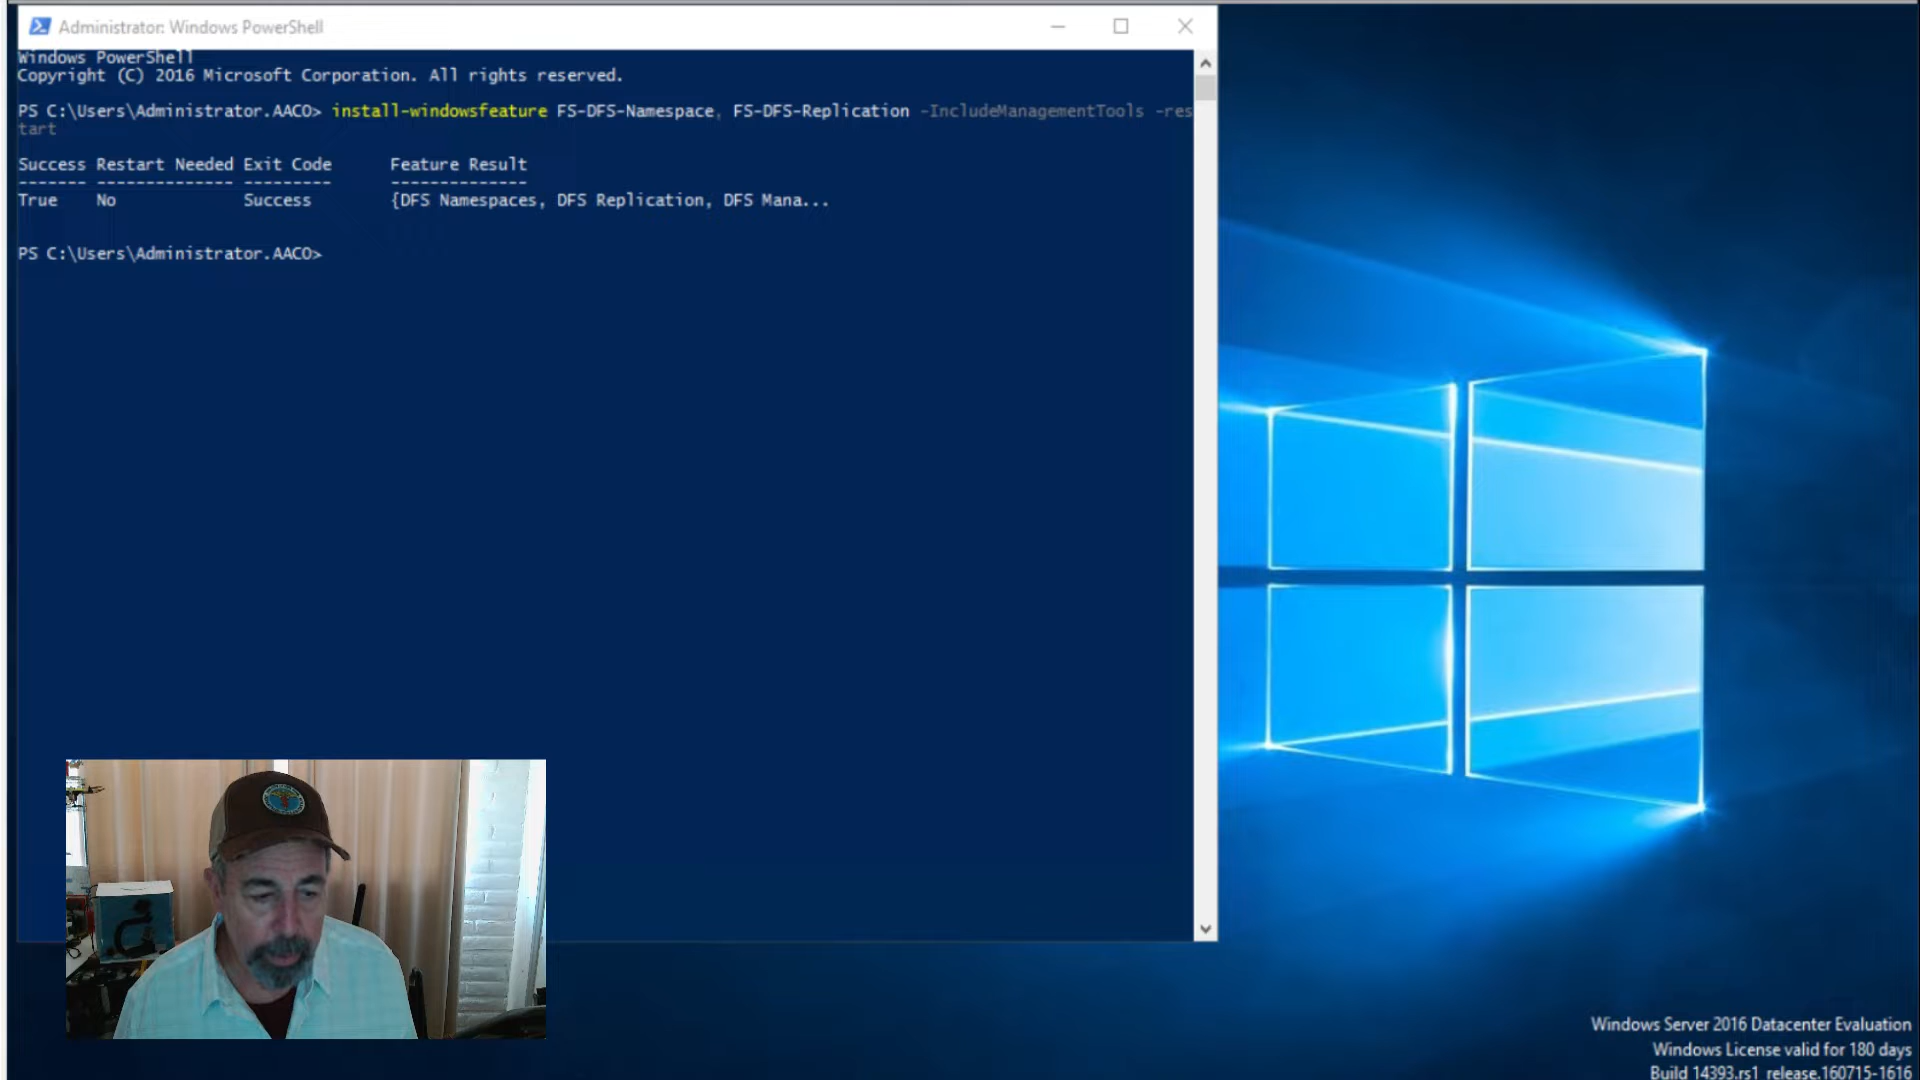 Administrator: Windows PowerShell
Windows PowerShell
Copyright (C) 2016 Microsoft Corporation. All rights reserved.
PS C:\Users\Administrator.AACO> install-windowsfeature FS-DFS-Namespace, FS-DFS-Replication -IncludeManagementTools -res
tart
Success Restart Needed Exit Code      Feature Result
------- -------------- ---------      --------------
True    No             Success        {DFS Namespaces, DFS Replication, DFS Mana...
PS C:\Users\Administrator.AACO>
Windows Server 2016 Datacenter Evaluation
Windows License valid for 180 days
Build 14393.rs1_release.160715-1616